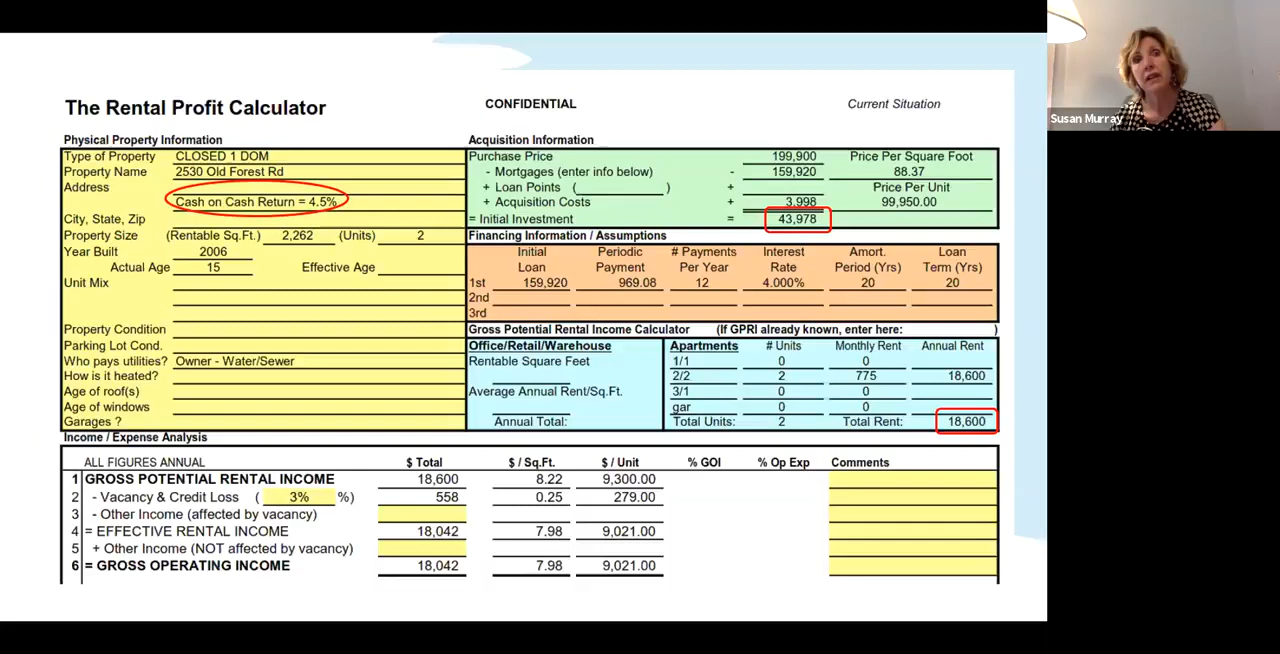 The Rental Profit Calculator
CONFIDENTIAL
Current Situation
Susan Murray
Physical Property Information
Type of Property CLOSED 1 DOM
Property Name 2530 Old Forest Rd
Address
Cash on Cash Return = 4.5%
City, State, Zip
Property Size (Rentable Sq.Ft.) 2,262 (Units) 2
Year Built 2006
Actual Age 15 Effective Age
Unit Mix
Property Condition
Parking Lot Cond.
Who pays utilities? Owner - Water/Sewer
How is it heated?
Age of roof(s)
Age of windows
Garages ?
Acquisition Information
Purchase Price 199,900 Price Per Square Foot
- Mortgages (enter info below) - 159,920 88.37
+ Loan Points ( ) + Price Per Unit
+ Acquisition Costs + 3,998 99,950.00
= Initial Investment = 43,978
Financing Information / Assumptions
Initial Periodic # Payments Interest Amort. Loan
Loan Payment Per Year Rate Period (Yrs) Term (Yrs)
1st 159,920 969.08 12 4.000% 20 20
2nd
3rd
Gross Potential Rental Income Calculator (If GPRI already known, enter here: )
Office/Retail/Warehouse
Rentable Square Feet
Average Annual Rent/Sq.Ft.
Annual Total:
Apartments # Units Monthly Rent Annual Rent
1/1 0 0
2/2 2 775 18,600
3/1 0 0
gar 0 0
Total Units: 2 Total Rent: 18,600
Income / Expense Analysis
ALL FIGURES ANNUAL $ Total $ / Sq.Ft. $ / Unit % GOI % Op Exp Comments
1 GROSS POTENTIAL RENTAL INCOME 18,600 8.22 9,300.00
2 - Vacancy & Credit Loss ( 3% %) 558 0.25 279.00
3 - Other Income (affected by vacancy)
4 = EFFECTIVE RENTAL INCOME 18,042 7.98 9,021.00
5 + Other Income (NOT affected by vacancy)
6 = GROSS OPERATING INCOME 18,042 7.98 9,021.00